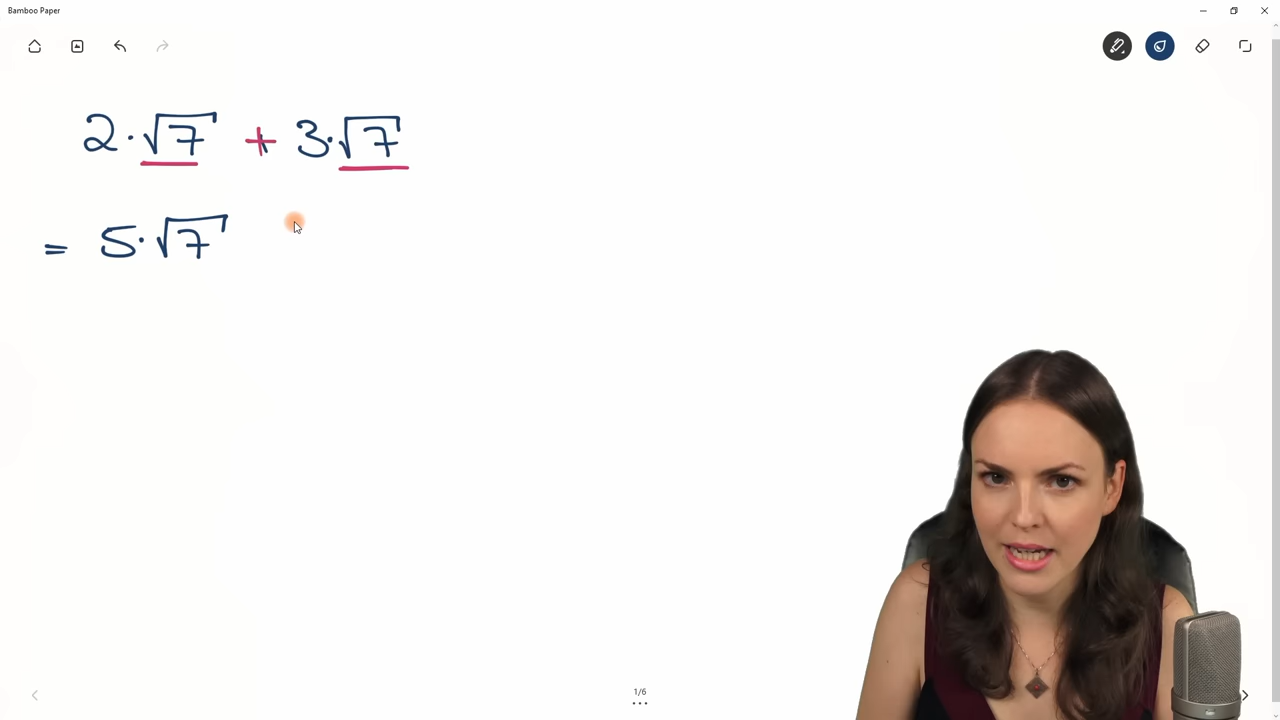 Bamboo Paper
2·√7 + 3·√7
= 5·√7
1/6